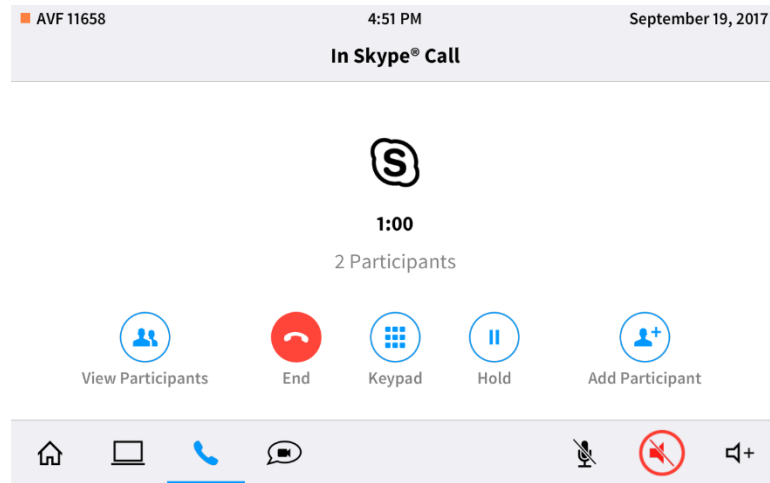 AVF 11658 4:51 PM September 19, 2017
In Skype® Call
S
1:00
2 Participants
View Participants End Keypad Hold Add Participant